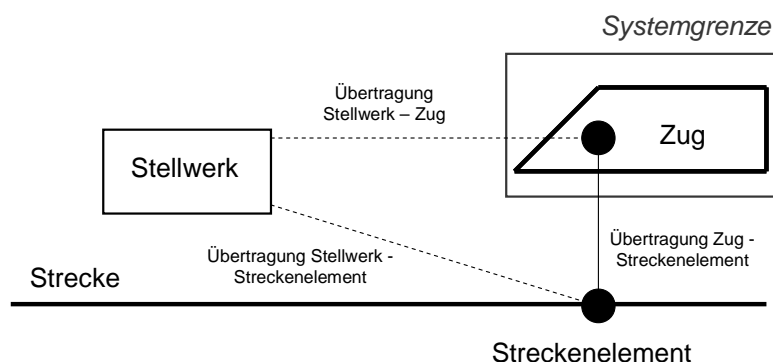 Systemgrenze
Übertragung
Stellwerk – Zug
Zug
Stellwerk
Übertragung Zug -
Streckenelement
Übertragung Stellwerk -
Streckenelement
Strecke
Streckenelement